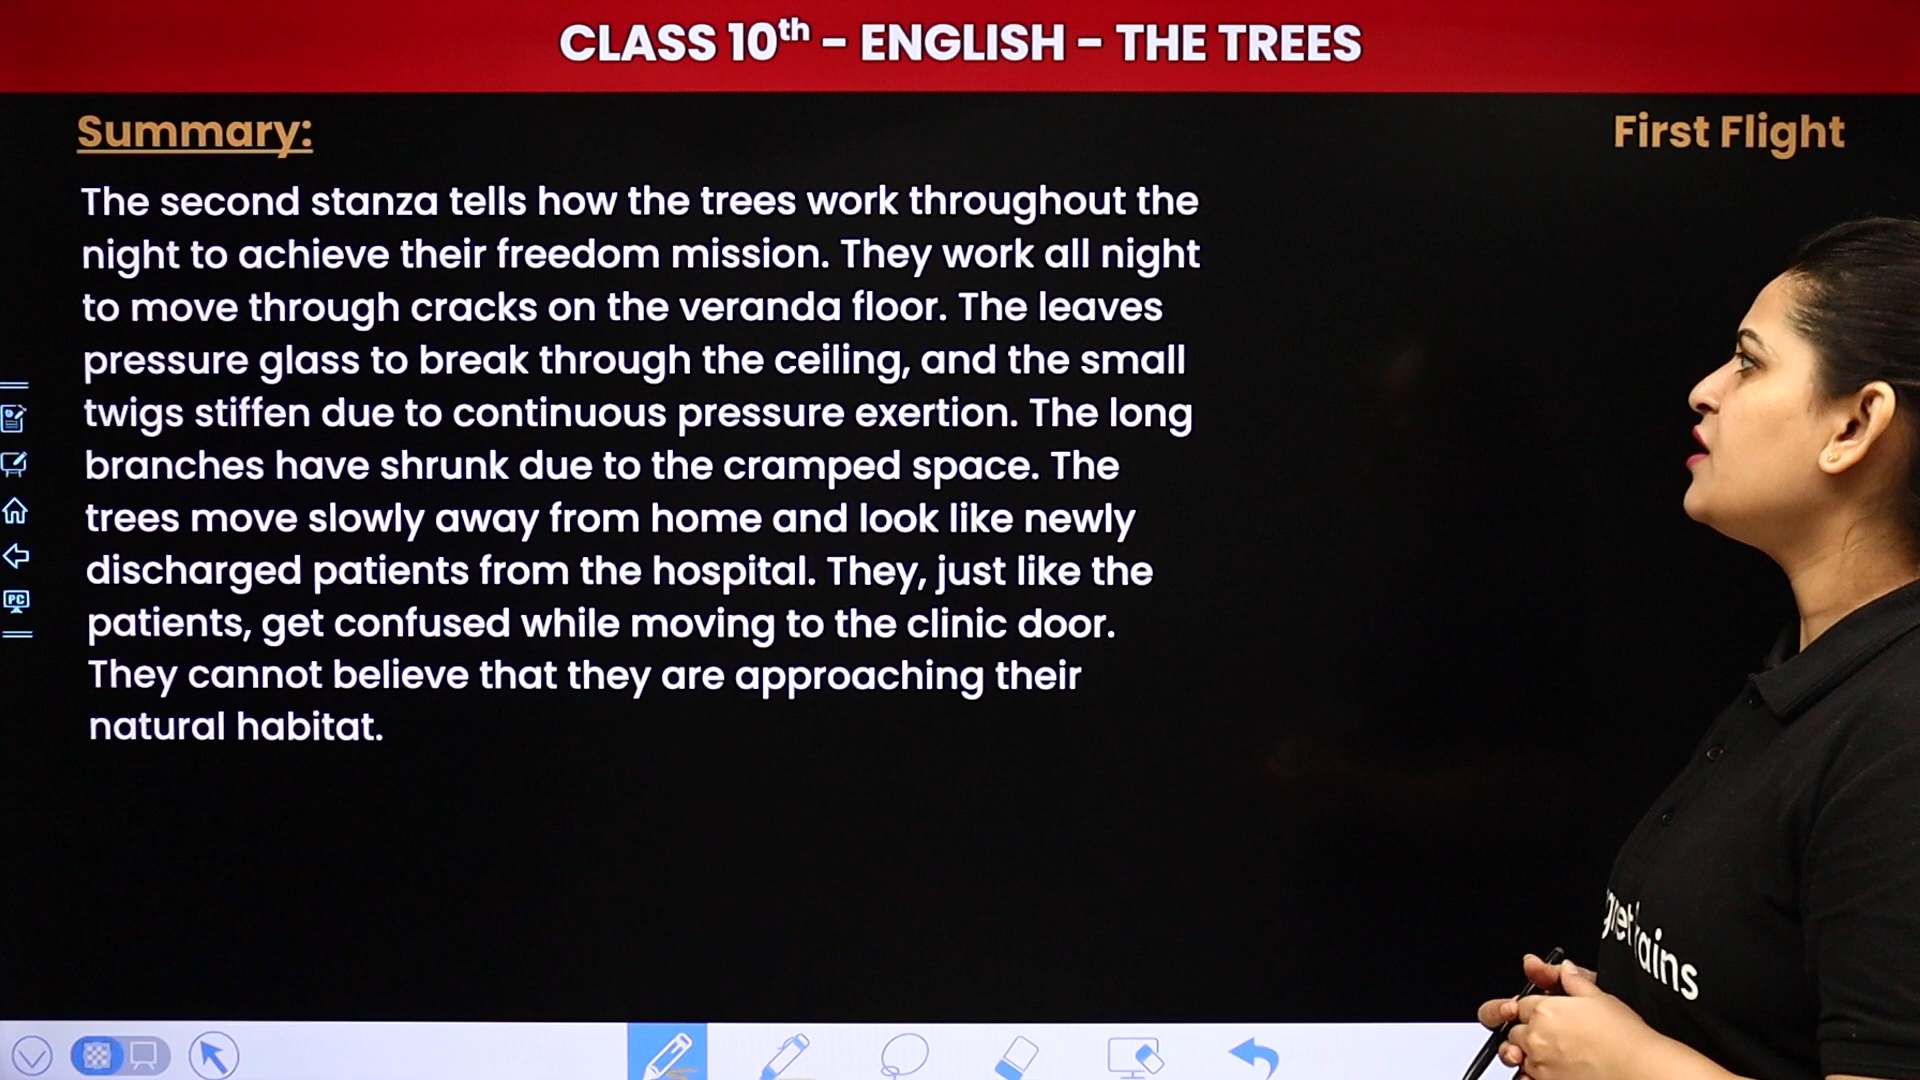 CLASS 10th - ENGLISH - THE TREES
Summary:
First Flight
The second stanza tells how the trees work throughout the
night to achieve their freedom mission. They work all night
to move through cracks on the veranda floor. The leaves
pressure glass to break through the ceiling, and the small
twigs stiffen due to continuous pressure exertion. The long
branches have shrunk due to the cramped space. The
trees move slowly away from home and look like newly
discharged patients from the hospital. They, just like the
patients, get confused while moving to the clinic door.
They cannot believe that they are approaching their
natural habitat.
PC